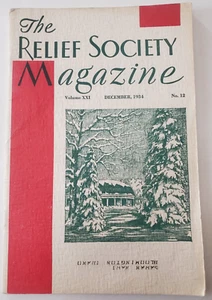 The
RELIEF SOCIETY
Magazine
Volume XXI DECEMBER, 1934 No. 12